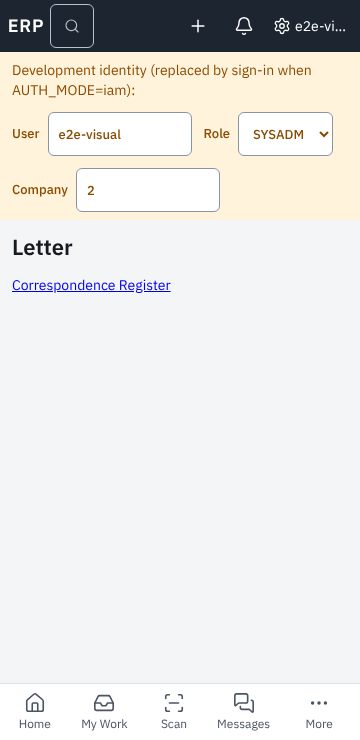 ERP e2e-vi...
Development identity (replaced by sign-in when
AUTH_MODE=iam):
User e2e-visual Role SYSADM
Company 2
Letter
Correspondence Register
Home My Work Scan Messages More